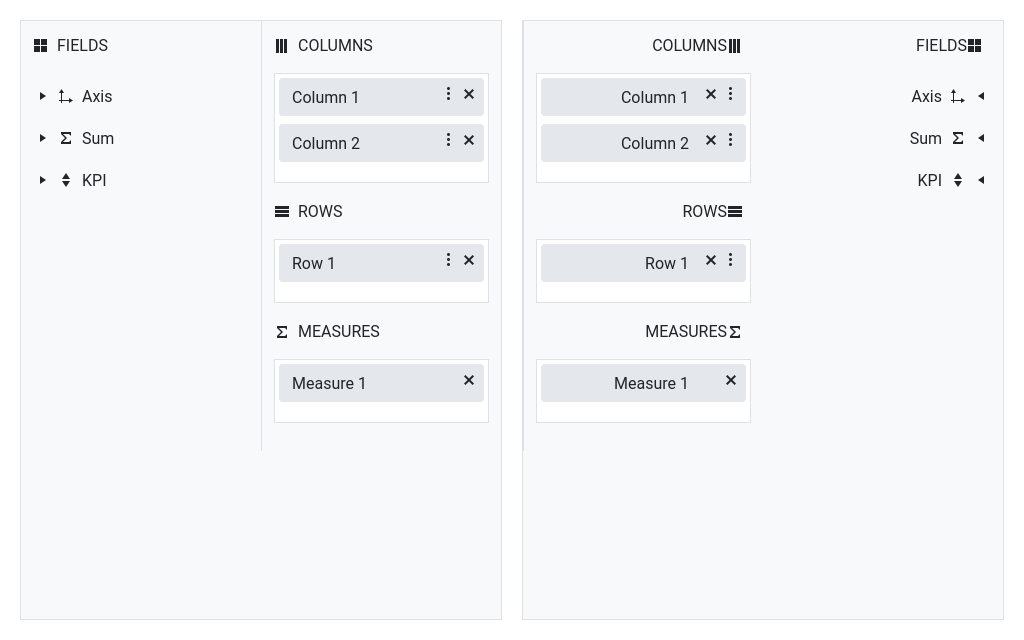 FIELDS
Axis
Sum
KPI
COLUMNS
Column 1
Column 2
ROWS
Row 1
MEASURES
Measure 1
COLUMNS
Column 1
Column 2
ROWS
Row 1
MEASURES
Measure 1
FIELDS
Axis
Sum
KPI